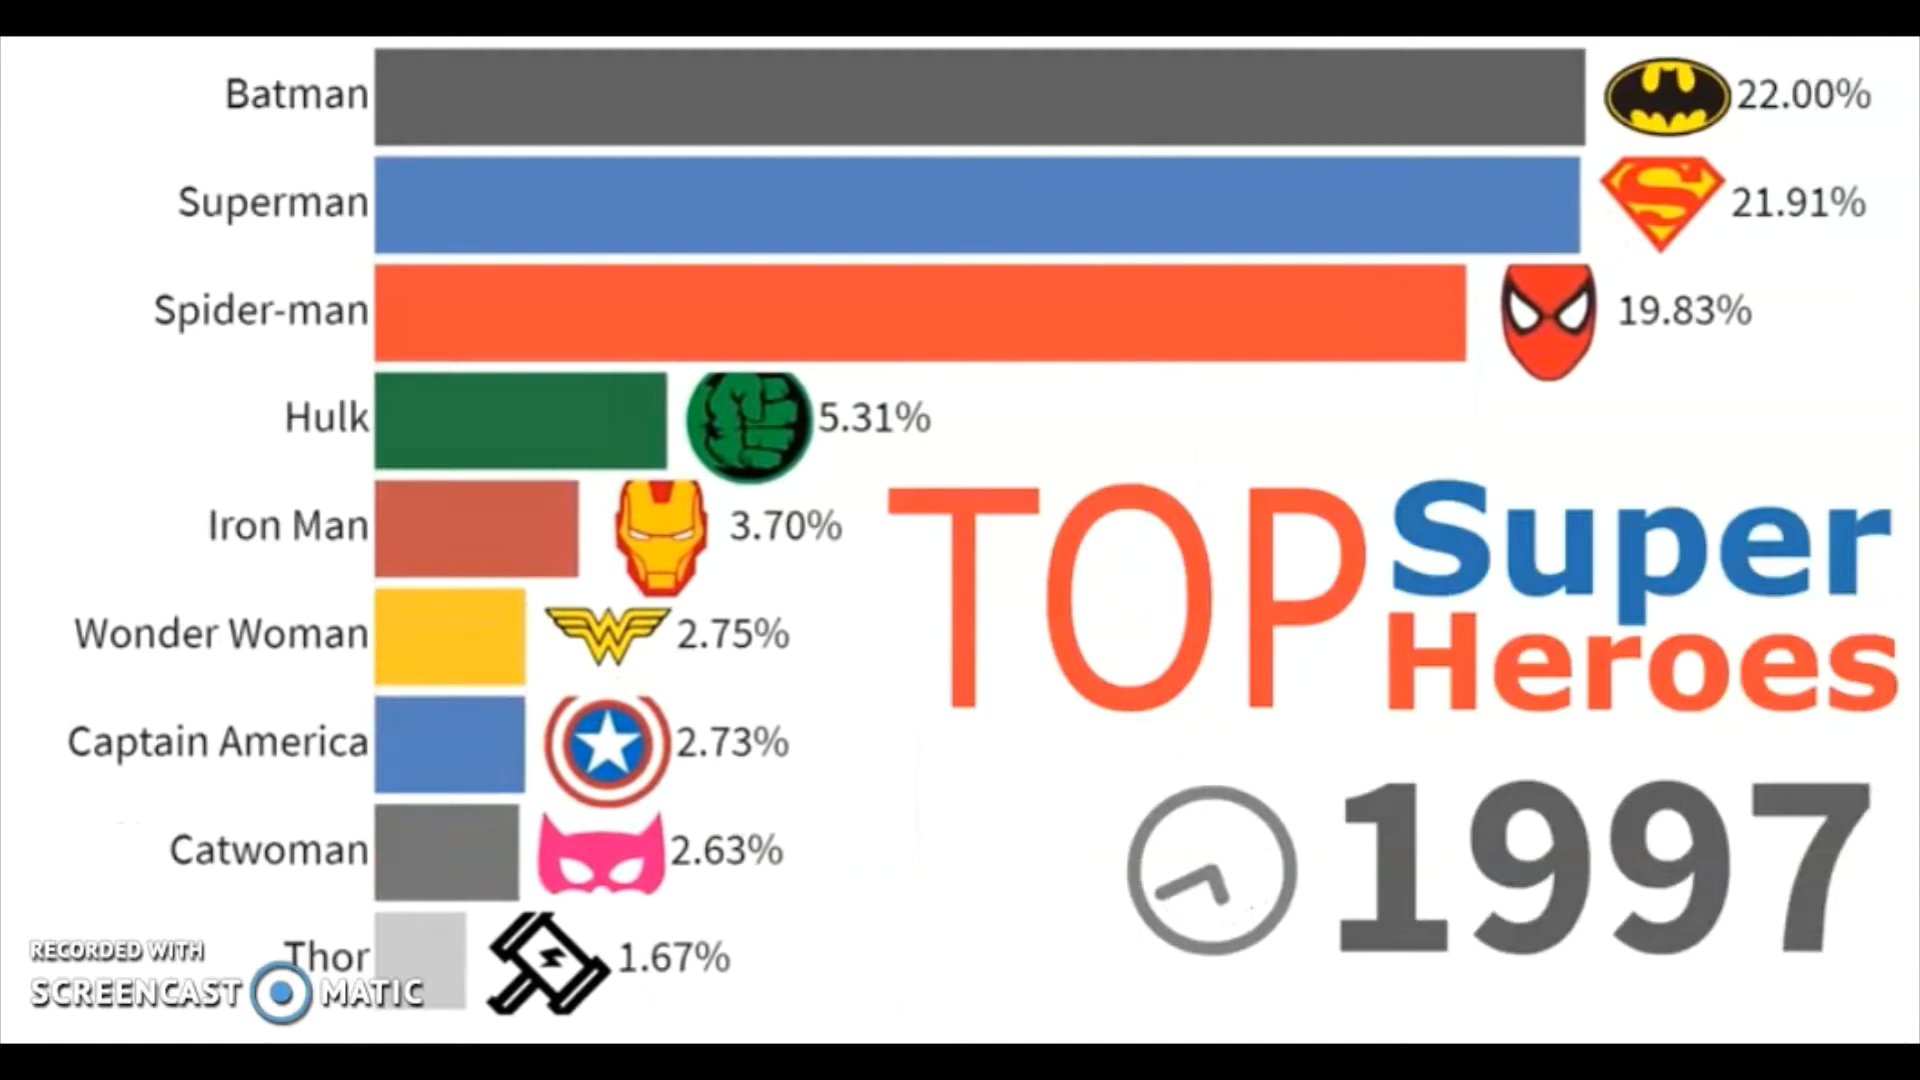 Batman 22.00%
Superman 21.91%
Spider-man 19.83%
Hulk 5.31%
Iron Man 3.70%
Wonder Woman 2.75%
Captain America 2.73%
Catwoman 2.63%
Thor 1.67%
TOP Super
Heroes
1997
RECORDED WITH
SCREENCAST MATIC